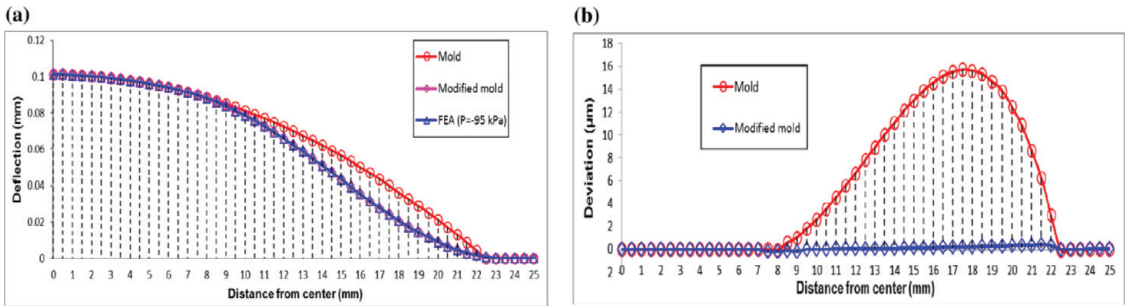 (a)
0.12
0.1
0.08
0.06
0.04
0.02
0
Deflection (mm)
Mold
Modified mold
FEA (P=-95 kPa)
0 1 2 3 4 5 6 7 8 9 10 11 12 13 14 15 16 17 18 19 20 21 22 23 24 25
Distance from center (mm)
(b)
18
16
14
12
10
8
6
4
2
0
2
Deviation (µm)
Mold
Modified mold
0 1 2 3 4 5 6 7 8 9 10 11 12 13 14 15 16 17 18 19 20 21 22 23 24 25
Distance from center (mm)